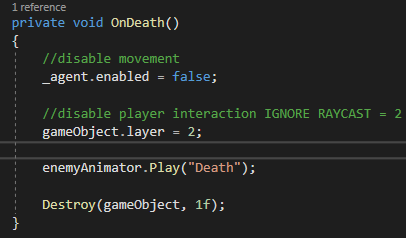 1 reference
private void OnDeath()
{
//disable movement
_agent.enabled = false;
//disable player interaction IGNORE RAYCAST = 2
gameObject.layer = 2;
enemyAnimator.Play("Death");
Destroy(gameObject, 1f);
}